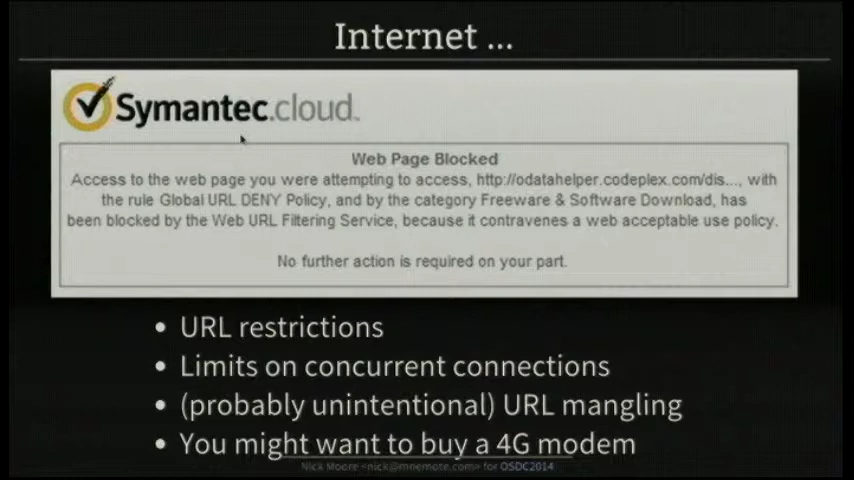 Internet ...
Symantec.cloud
Web Page Blocked
Access to the web page you were attempting to access, http://odatahelper.codeplex.com/dis..., with
the rule Global URL DENY Policy, and by the category Freeware & Software Download, has
been blocked by the Web URL Filtering Service, because it contravenes a web acceptable use policy.
No further action is required on your part.
• URL restrictions
• Limits on concurrent connections
• (probably unintentional) URL mangling
• You might want to buy a 4G modem
Nick Moore <nick@mnemote.com> for OSDC2014